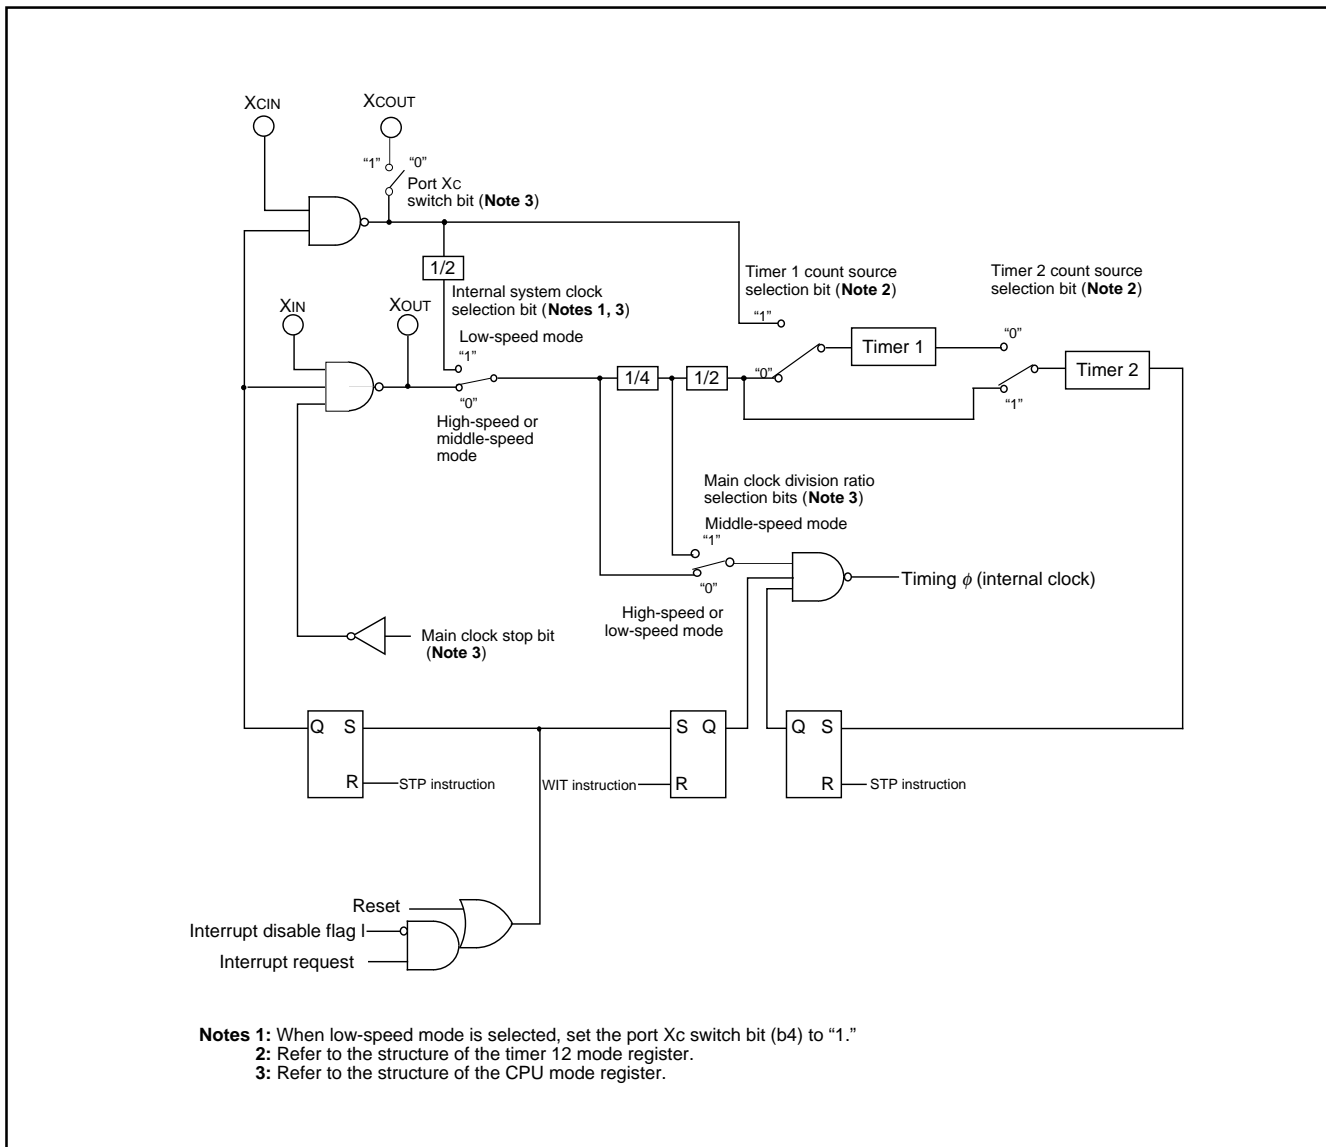 XCIN
XCOUT
“1”
“0”
Port XC
switch bit (Note 3)
1/2
XIN
XOUT
Internal system clock
selection bit (Notes 1, 3)
Low-speed mode
“1”
“0”
High-speed or
middle-speed
mode
Timer 1 count source
selection bit (Note 2)
“1”
“0”
Timer 1
Timer 2 count source
selection bit (Note 2)
“0”
“1”
Timer 2
1/4
1/2
Main clock division ratio
selection bits (Note 3)
Middle-speed mode
“1”
“0”
High-speed or
low-speed mode
Timing ϕ (internal clock)
Main clock stop bit
(Note 3)
Q S
R
STP instruction
WIT instruction
S Q
R
Q S
R
STP instruction
Reset
Interrupt disable flag I
Interrupt request
Notes 1: When low-speed mode is selected, set the port Xc switch bit (b4) to “1.”
2: Refer to the structure of the timer 12 mode register.
3: Refer to the structure of the CPU mode register.